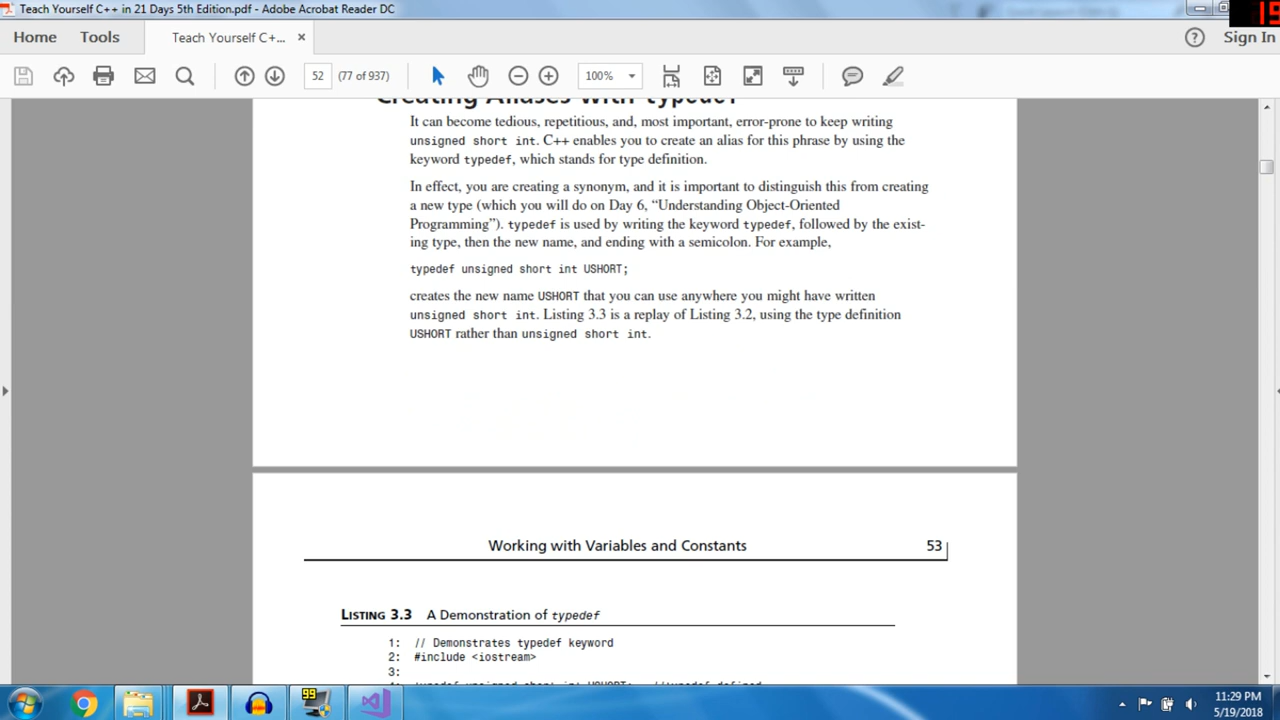 Teach Yourself C++ in 21 Days 5th Edition.pdf - Adobe Acrobat Reader DC
Home Tools Teach Yourself C+... × Sign In
52 (77 of 937) 100%
Creating Aliases with typedef
It can become tedious, repetitious, and, most important, error-prone to keep writing
unsigned short int. C++ enables you to create an alias for this phrase by using the
keyword typedef, which stands for type definition.
In effect, you are creating a synonym, and it is important to distinguish this from creating
a new type (which you will do on Day 6, “Understanding Object-Oriented
Programming”). typedef is used by writing the keyword typedef, followed by the exist-
ing type, then the new name, and ending with a semicolon. For example,
typedef unsigned short int USHORT;
creates the new name USHORT that you can use anywhere you might have written
unsigned short int. Listing 3.3 is a replay of Listing 3.2, using the type definition
USHORT rather than unsigned short int.
Working with Variables and Constants 53
LISTING 3.3 A Demonstration of typedef
1: // Demonstrates typedef keyword
2: #include <iostream>
3:
4: typedef unsigned short int USHORT; //typedef defined
99
11:29 PM
5/19/2018